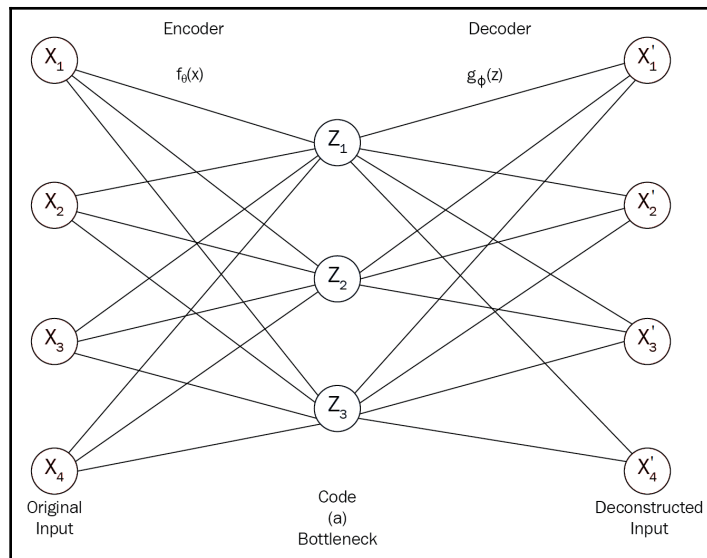 Encoder
Decoder
fθ(x)
gϕ(z)
X1
X2
X3
X4
Z1
Z2
Z3
X'1
X'2
X'3
X'4
Original
Input
Code
(a)
Bottleneck
Deconstructed
Input